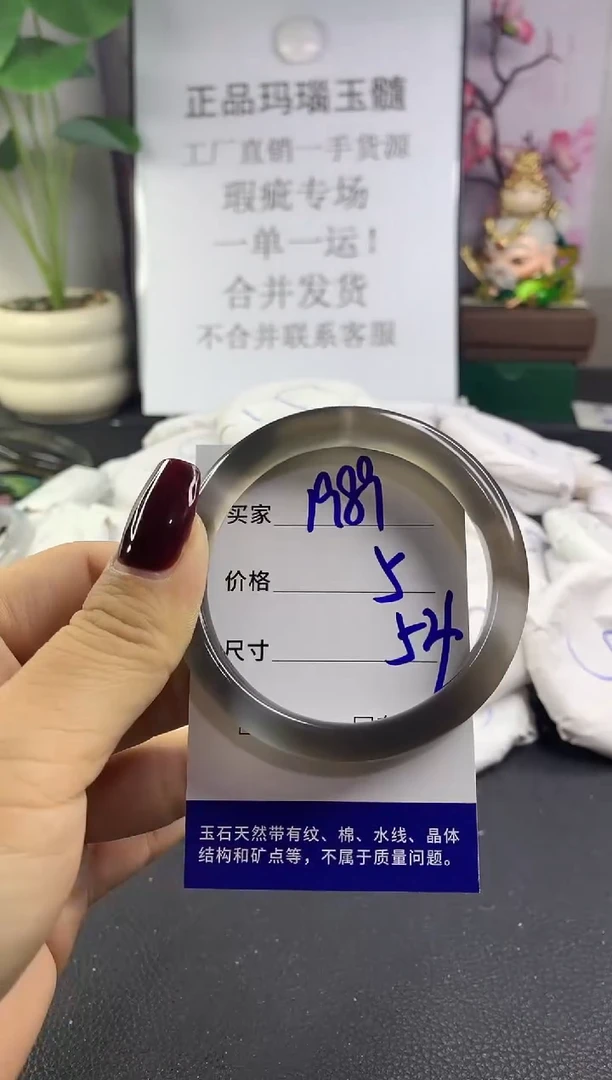 正品玛瑙玉髓
工厂直销一手货源
瑕疵专场
一单一运！
合并发货
不合并联系客服
买家 1989
价格 5
尺寸 54
玉石天然带有纹、棉、水线、晶体
结构和矿点等，不属于质量问题。